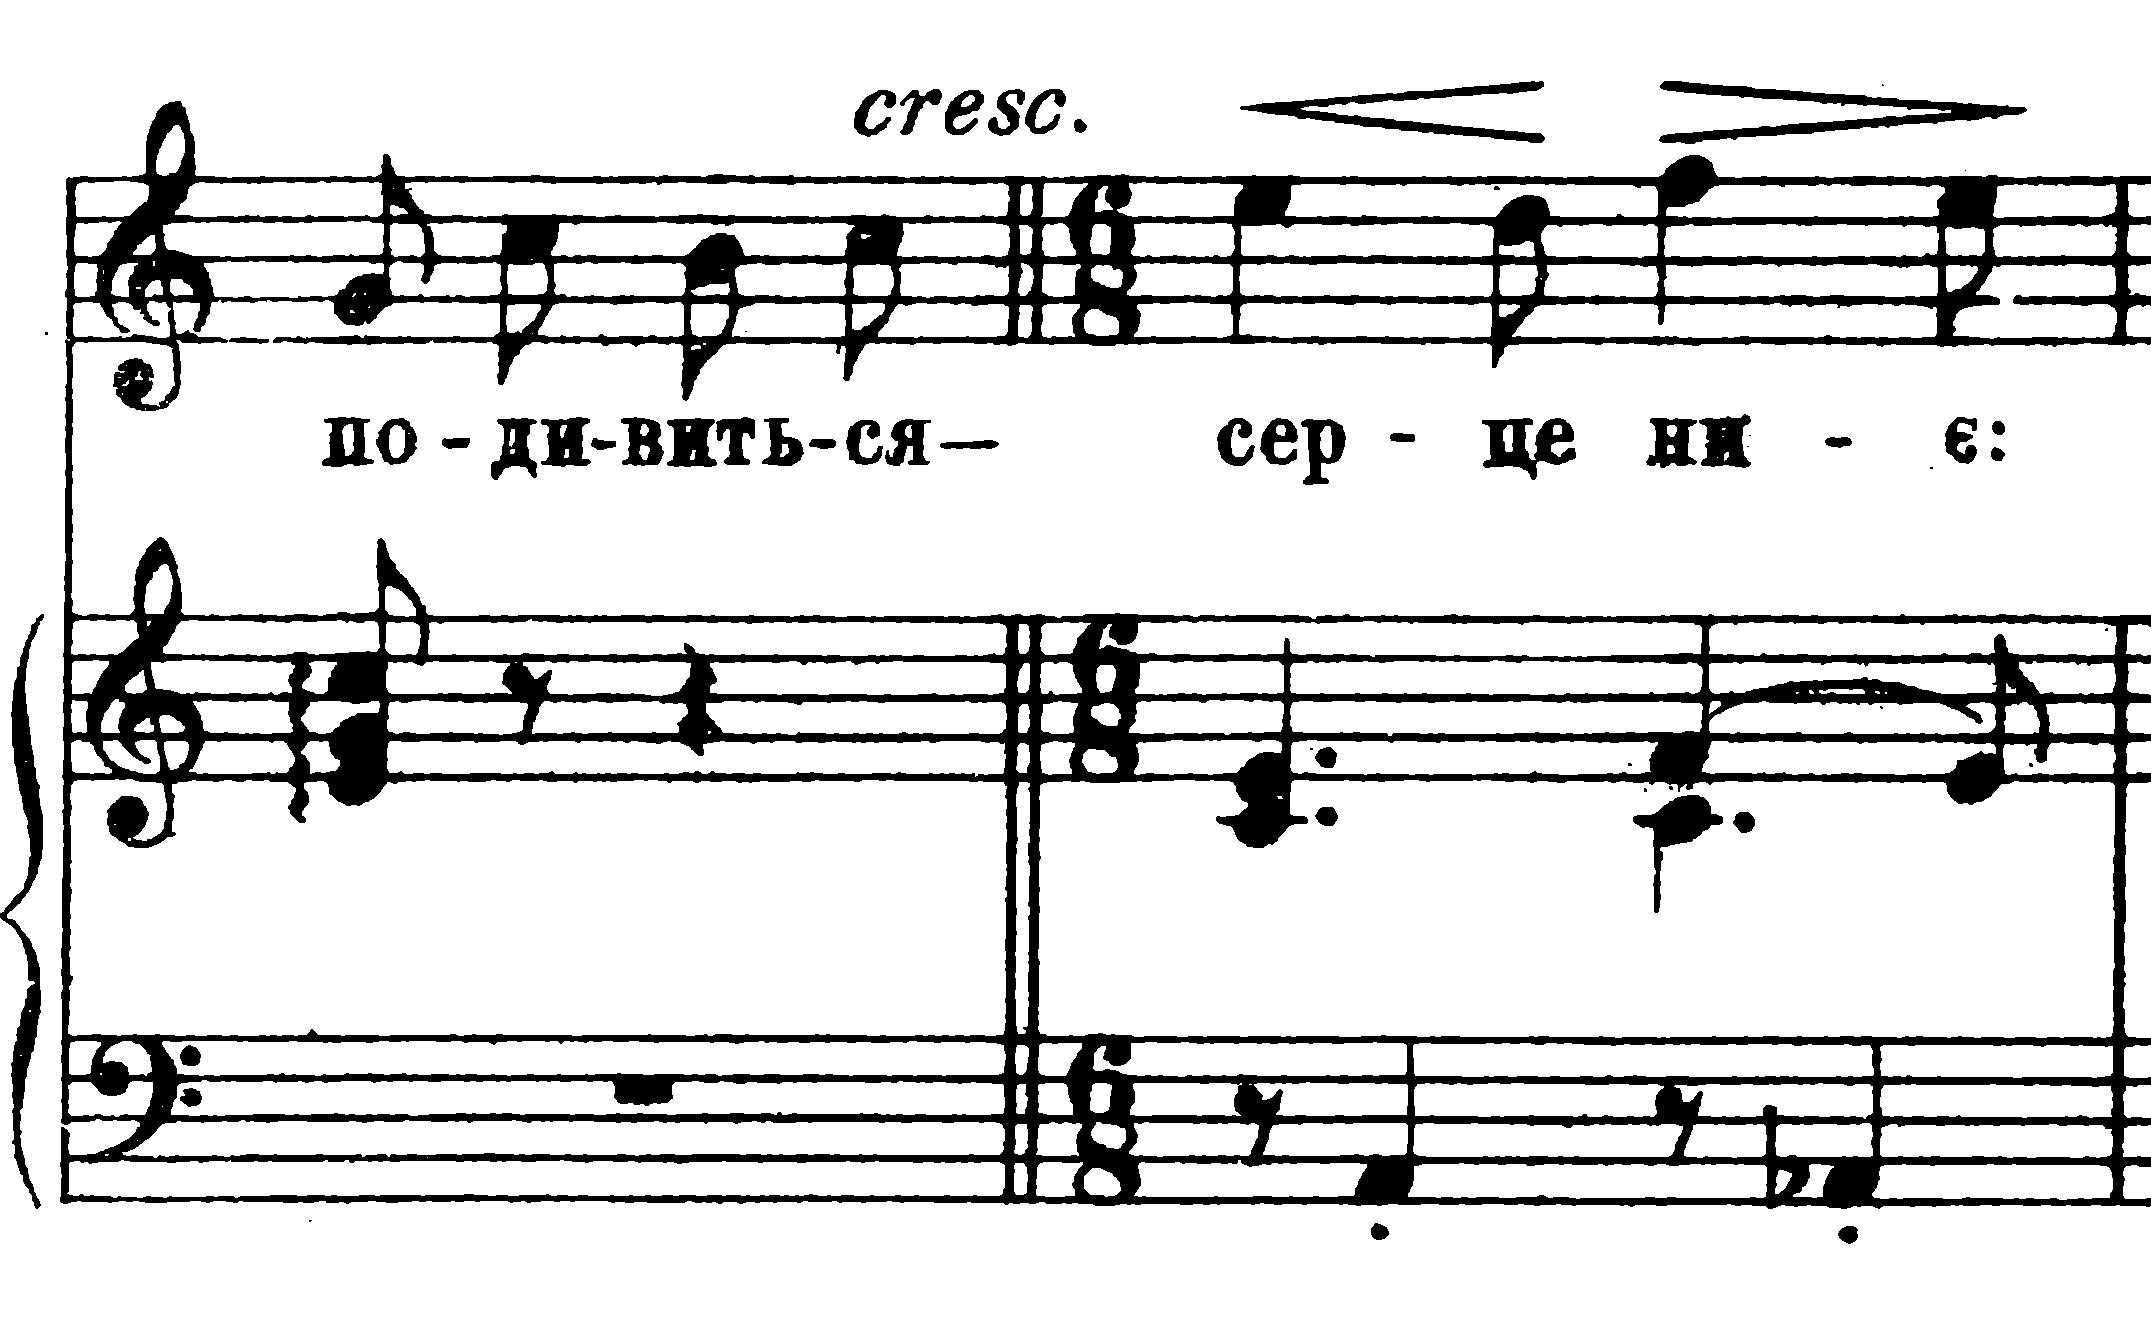 cresc.
по - ди-вить-ся— сер - це ни - є: